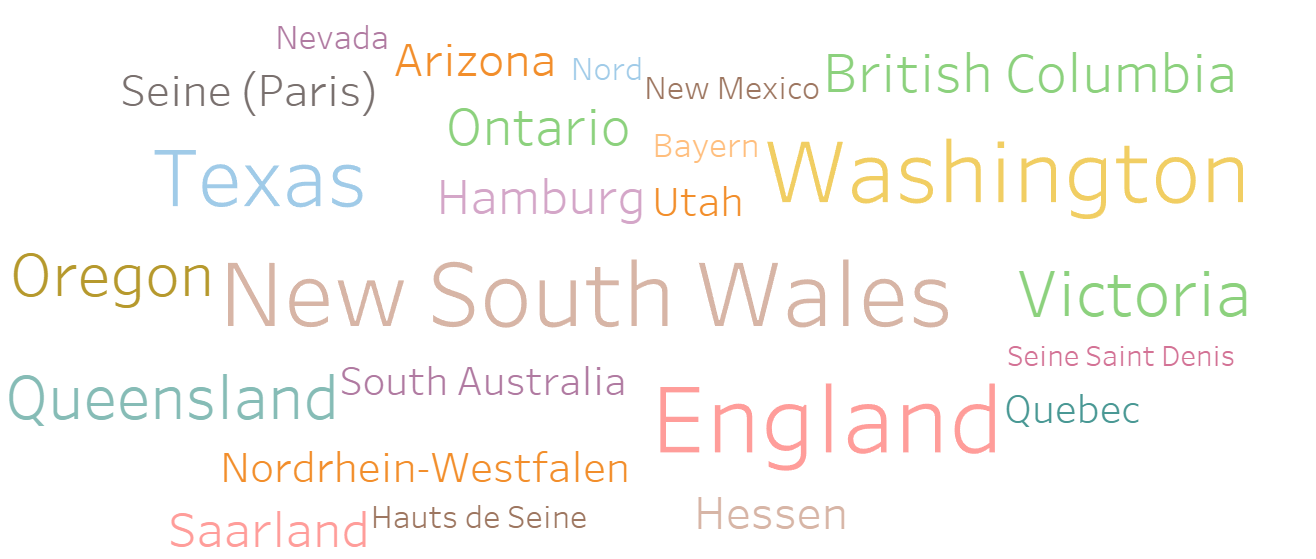 Nevada
Arizona
Nord
British Columbia
Seine (Paris)
New Mexico
Ontario
Bayern
Washington
Texas
Hamburg
Utah
Oregon
New South Wales
Victoria
Seine Saint Denis
Queensland
South Australia
England
Quebec
Nordrhein-Westfalen
Saarland
Hauts de Seine
Hessen